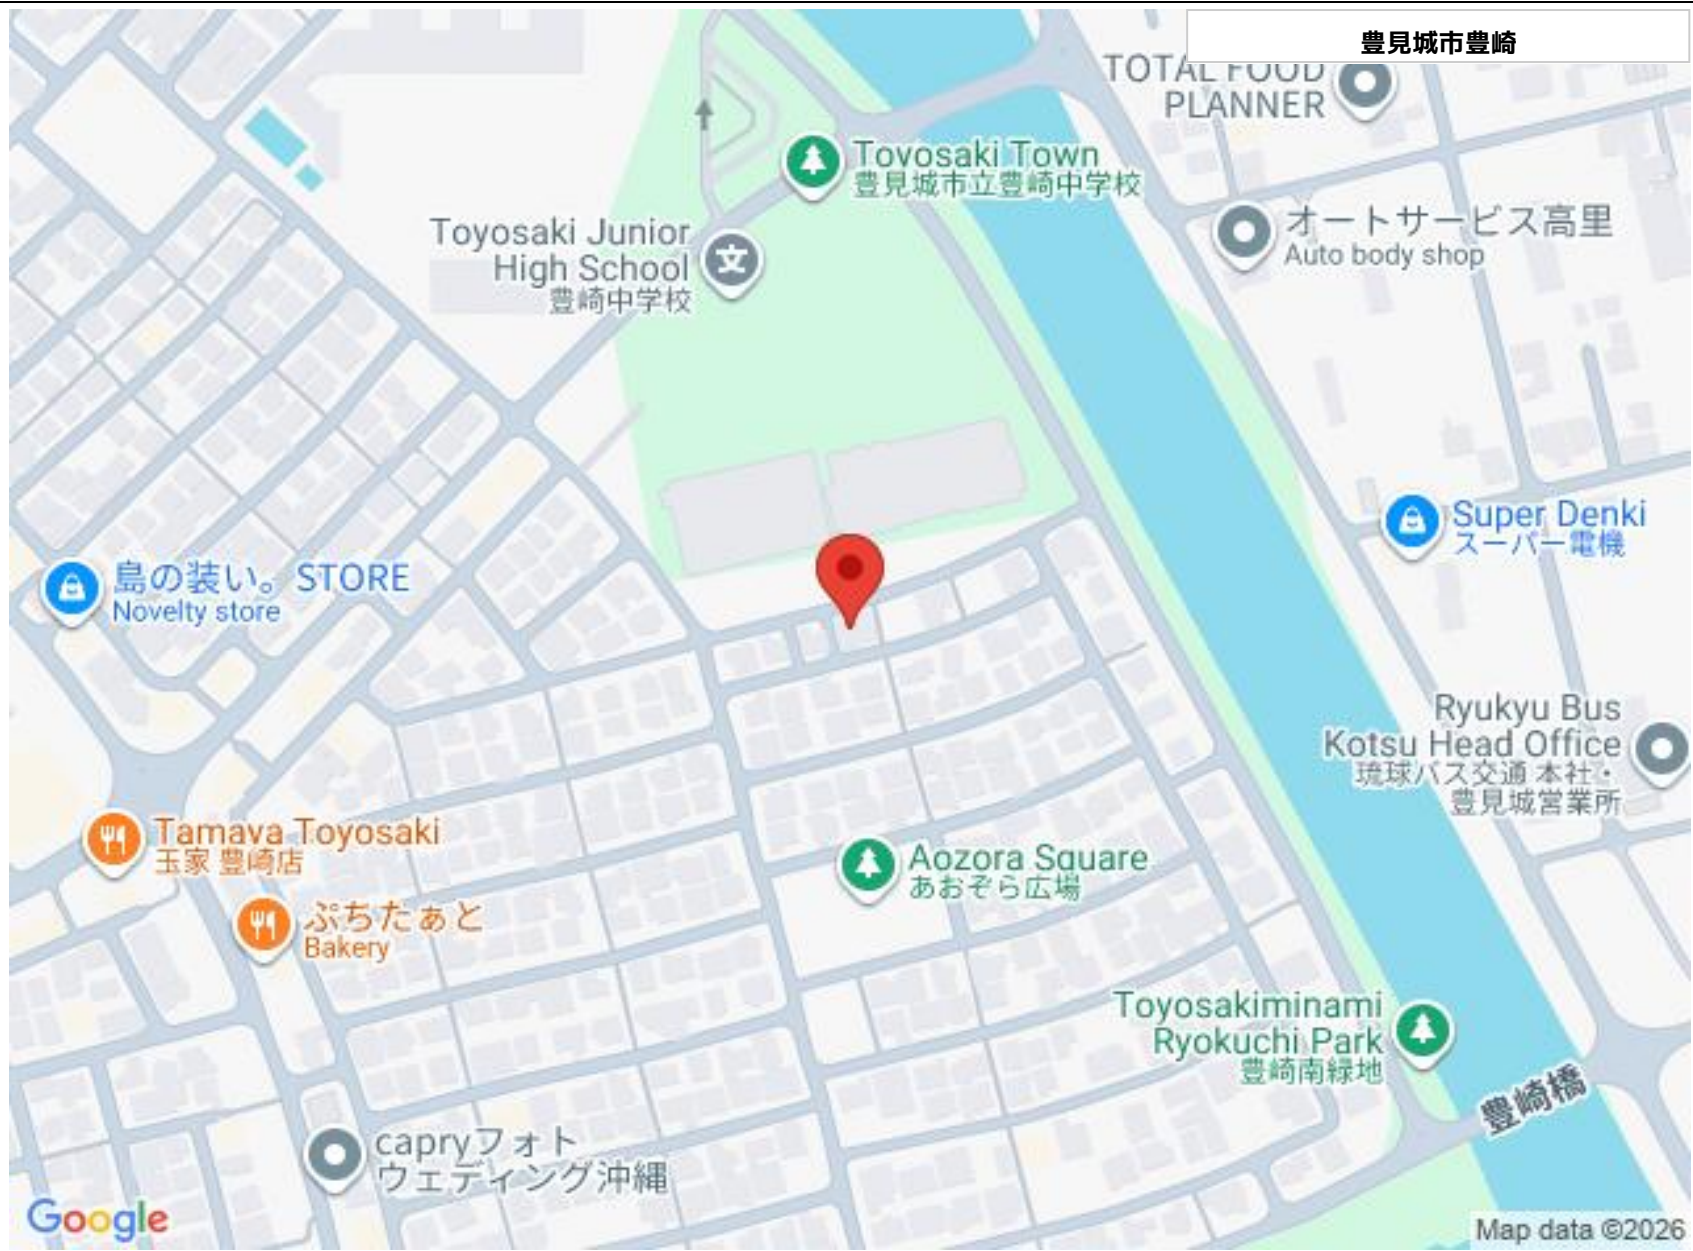 豊見城市豊崎
TOTAL FOOD
PLANNER
Toyosaki Town
豊見城市立豊崎中学校
Toyosaki Junior
High School
豊崎中学校
オートサービス高里
Auto body shop
Super Denki
スーパー電機
島の装い。STORE
Novelty store
Ryukyu Bus
Kotsu Head Office
琉球バス交通 本社・
豊見城営業所
Tamaya Toyosaki
玉家 豊崎店
Aozora Square
あおぞら広場
ぷちたぁと
Bakery
Toyosakiminami
Ryokuchi Park
豊崎南緑地
豊崎橋
capryフォト
ウェディング沖縄
Google
Map data ©2026